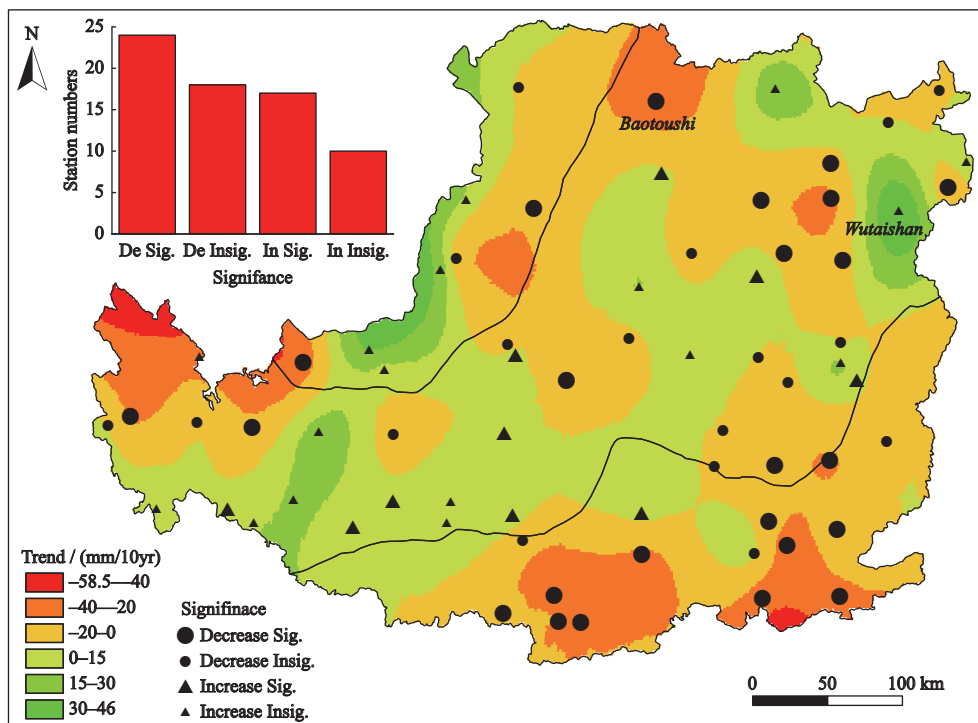 N
25
20
15
10
5
0
Station numbers
De Sig. De Insig. In Sig. In Insig.
Signifance
Baotoushi
Wutaishan
Trend / (mm/10yr)
–58.5—40
–40—20
–20–0
0–15
15–30
30–46
Signifinace
Decrease Sig.
Decrease Insig.
Increase Sig.
Increase Insig.
0 50 100 km